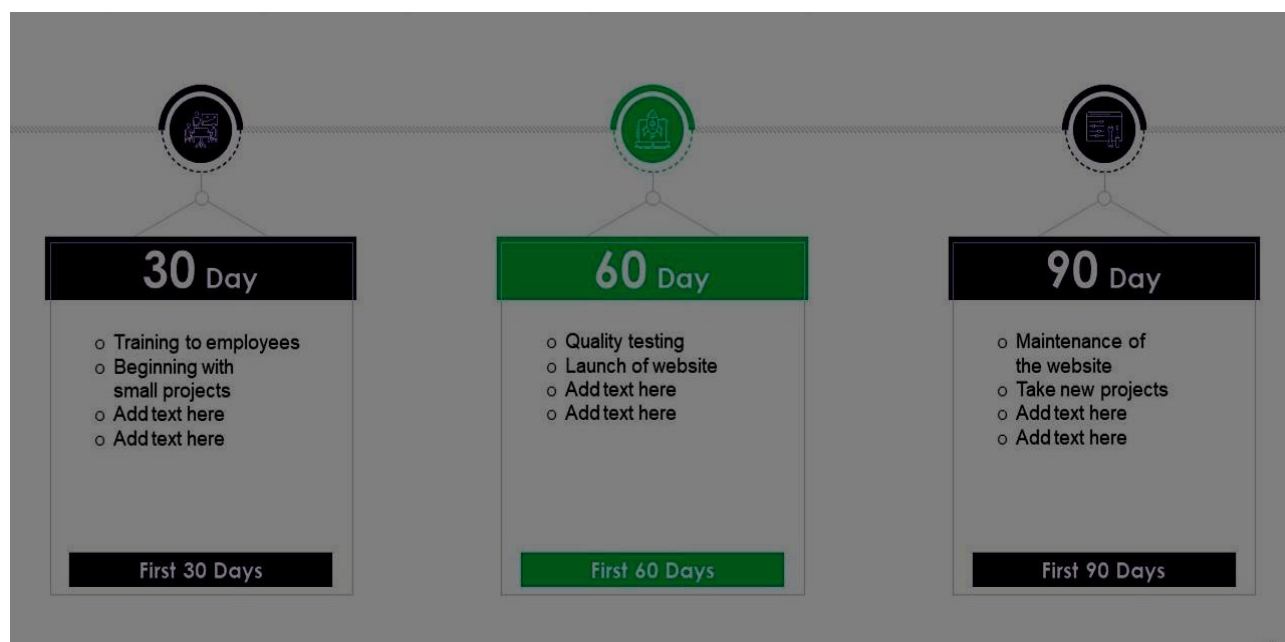 30 Day
o Training to employees
o Beginning with
small projects
o Add text here
o Add text here
First 30 Days
60 Day
o Quality testing
o Launch of website
o Add text here
o Add text here
First 60 Days
90 Day
o Maintenance of
the website
o Take new projects
o Add text here
o Add text here
First 90 Days